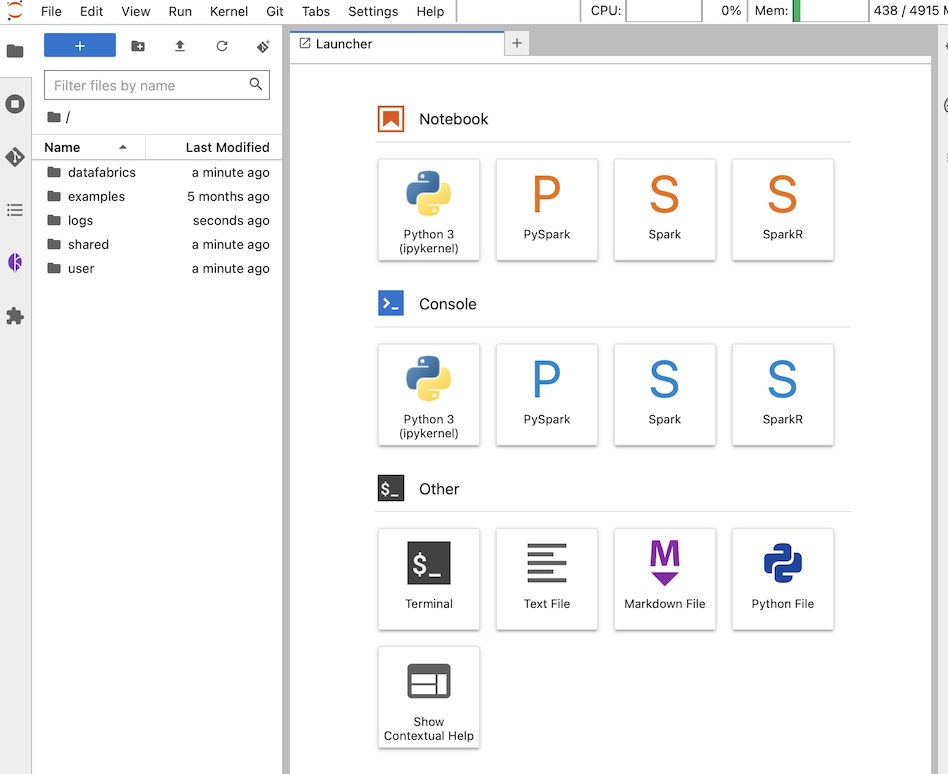 File Edit View Run Kernel Git Tabs Settings Help CPU: 0% Mem: 438 / 4915 M
+
Filter files by name
/
Name Last Modified
datafabrics a minute ago
examples 5 months ago
logs seconds ago
shared a minute ago
user a minute ago
Launcher +
Notebook
Python 3
(ipykernel)
P
PySpark
S
Spark
S
SparkR
>_ Console
Python 3
(ipykernel)
P
PySpark
S
Spark
S
SparkR
$_ Other
$_
Terminal
Text File
M
Markdown File
Python File
Show
Contextual Help